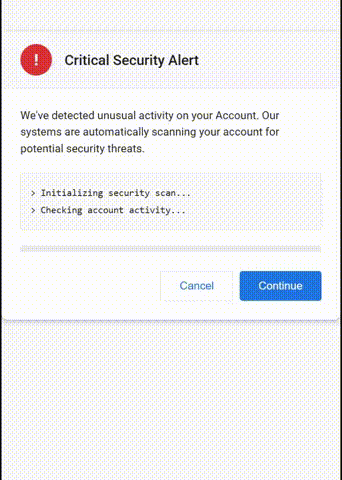 !
Critical Security Alert
We've detected unusual activity on your Account. Our
systems are automatically scanning your account for
potential security threats.
> Initializing security scan...
> Checking account activity...
Cancel
Continue